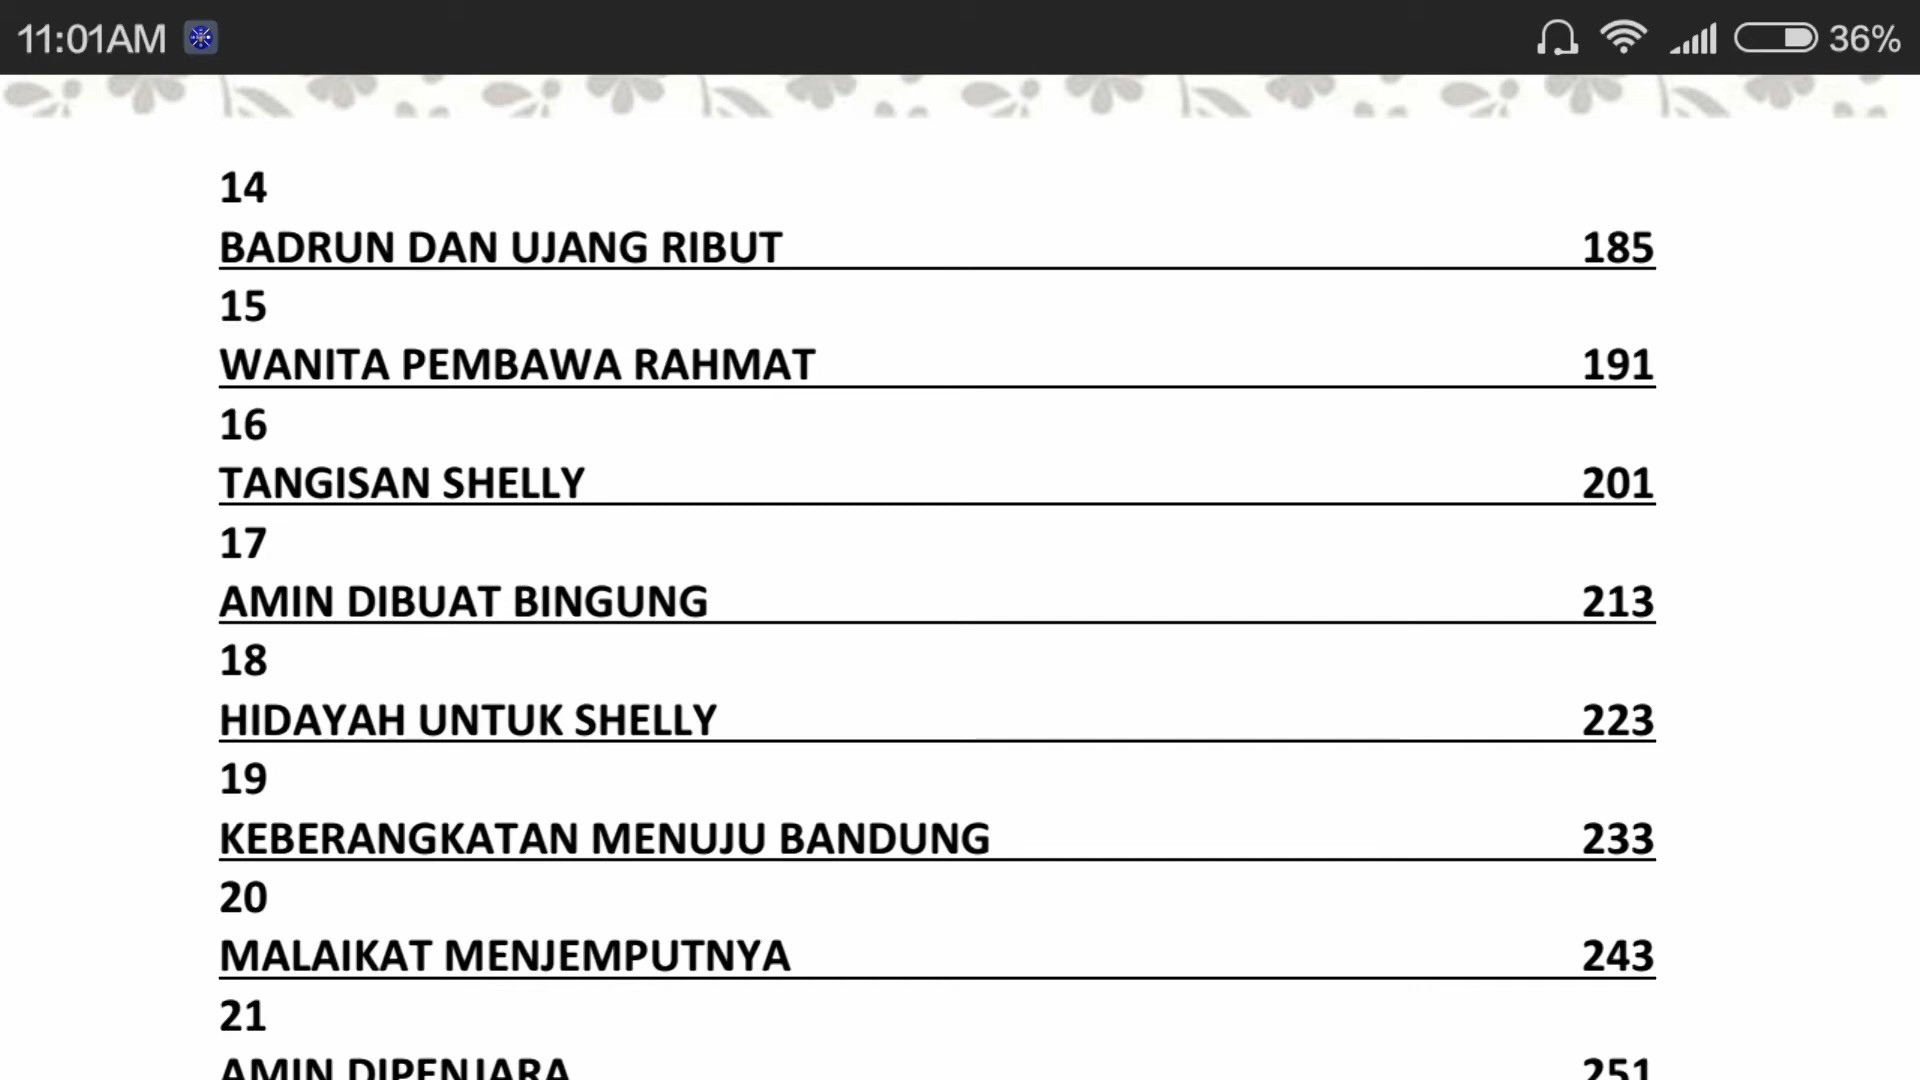 11:01AM
36%
14
BADRUN DAN UJANG RIBUT 185
15
WANITA PEMBAWA RAHMAT 191
16
TANGISAN SHELLY 201
17
AMIN DIBUAT BINGUNG 213
18
HIDAYAH UNTUK SHELLY 223
19
KEBERANGKATAN MENUJU BANDUNG 233
20
MALAIKAT MENJEMPUTNYA 243
21
AMIN DIPENJARA 251